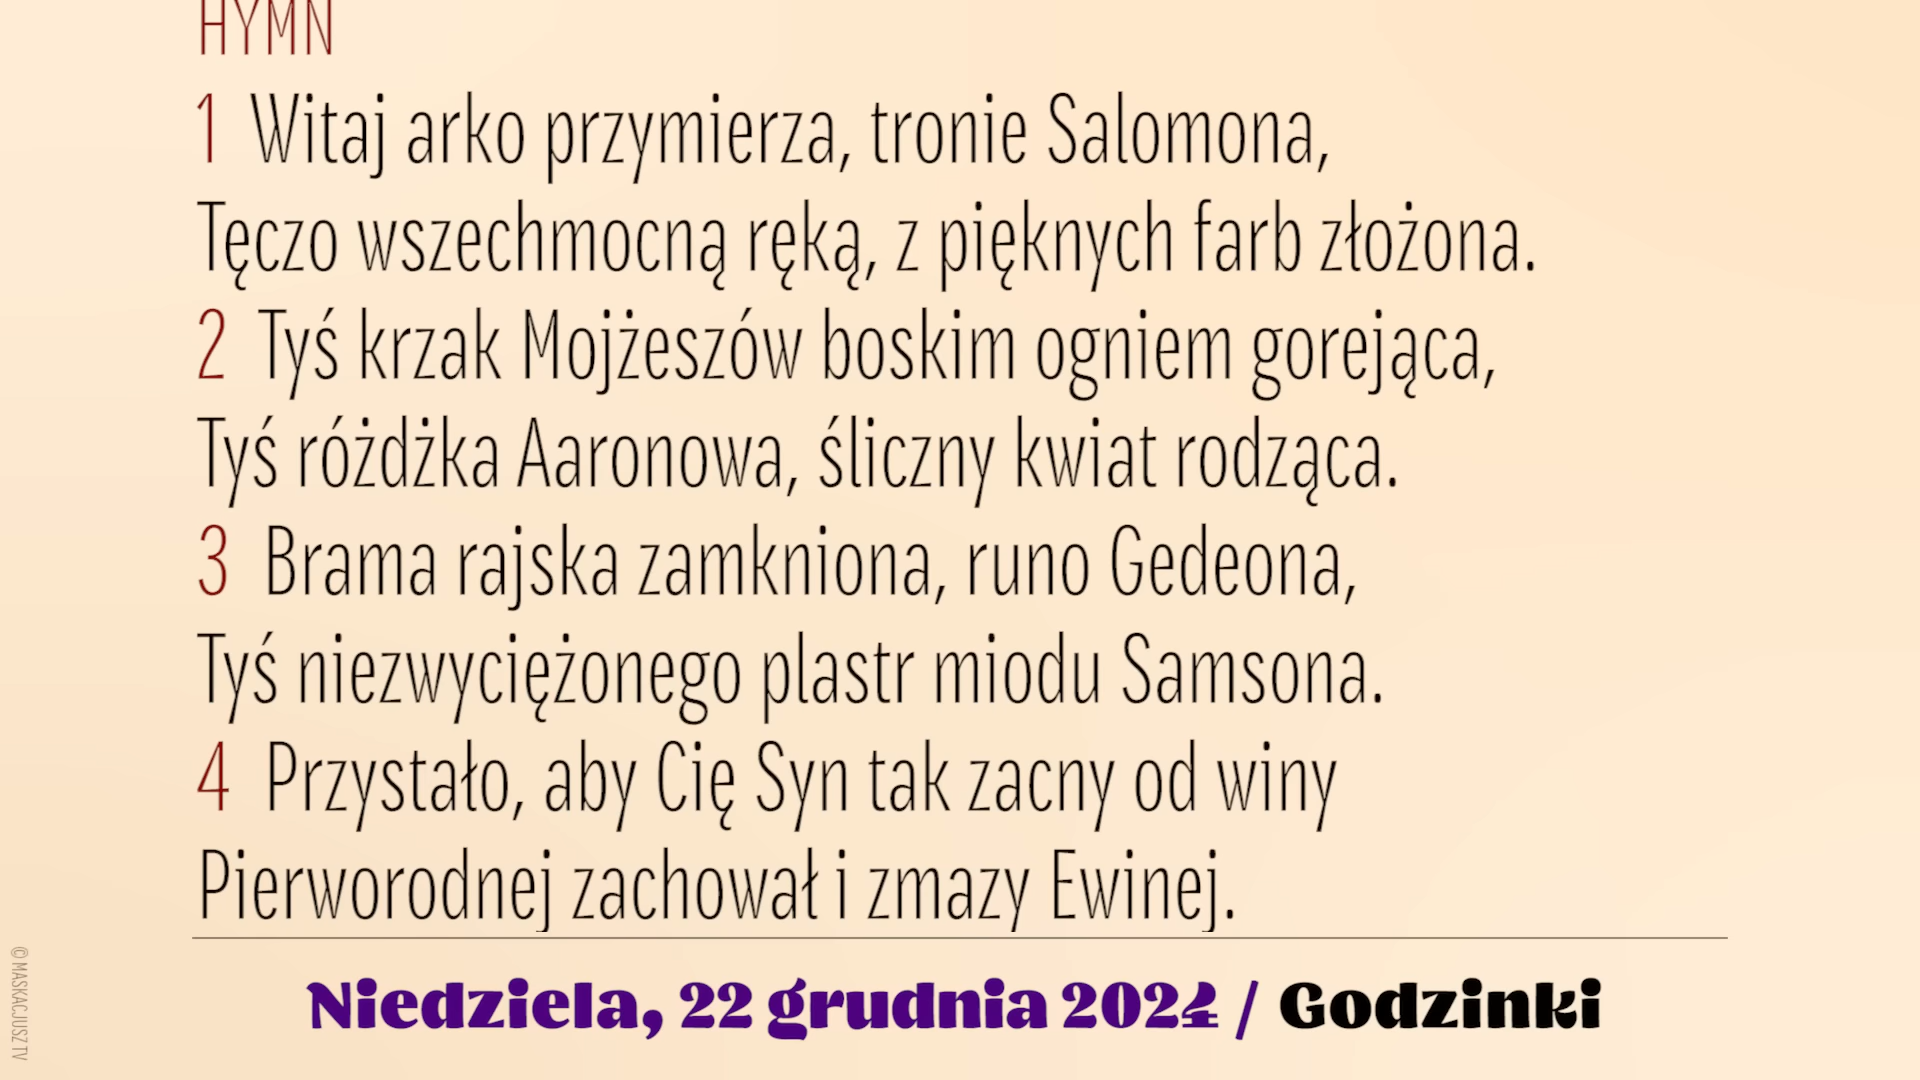 HYMN
1 Witaj arko przymierza, tronie Salomona,
Tęczo wszechmocną ręką, z pięknych farb złożona.
2 Tyś krzak Mojżeszów boskim ogniem gorejąca,
Tyś różdżka Aaronowa, śliczny kwiat rodząca.
3 Brama rajska zamkniona, runo Gedeona,
Tyś niezwyciężonego plastr miodu Samsona.
4 Przystało, aby Cię Syn tak zacny od winy
Pierworodnej zachował i zmazy Ewinej.
Niedziela, 22 grudnia 2024 / Godzinki
© MASKACJUSZ TV